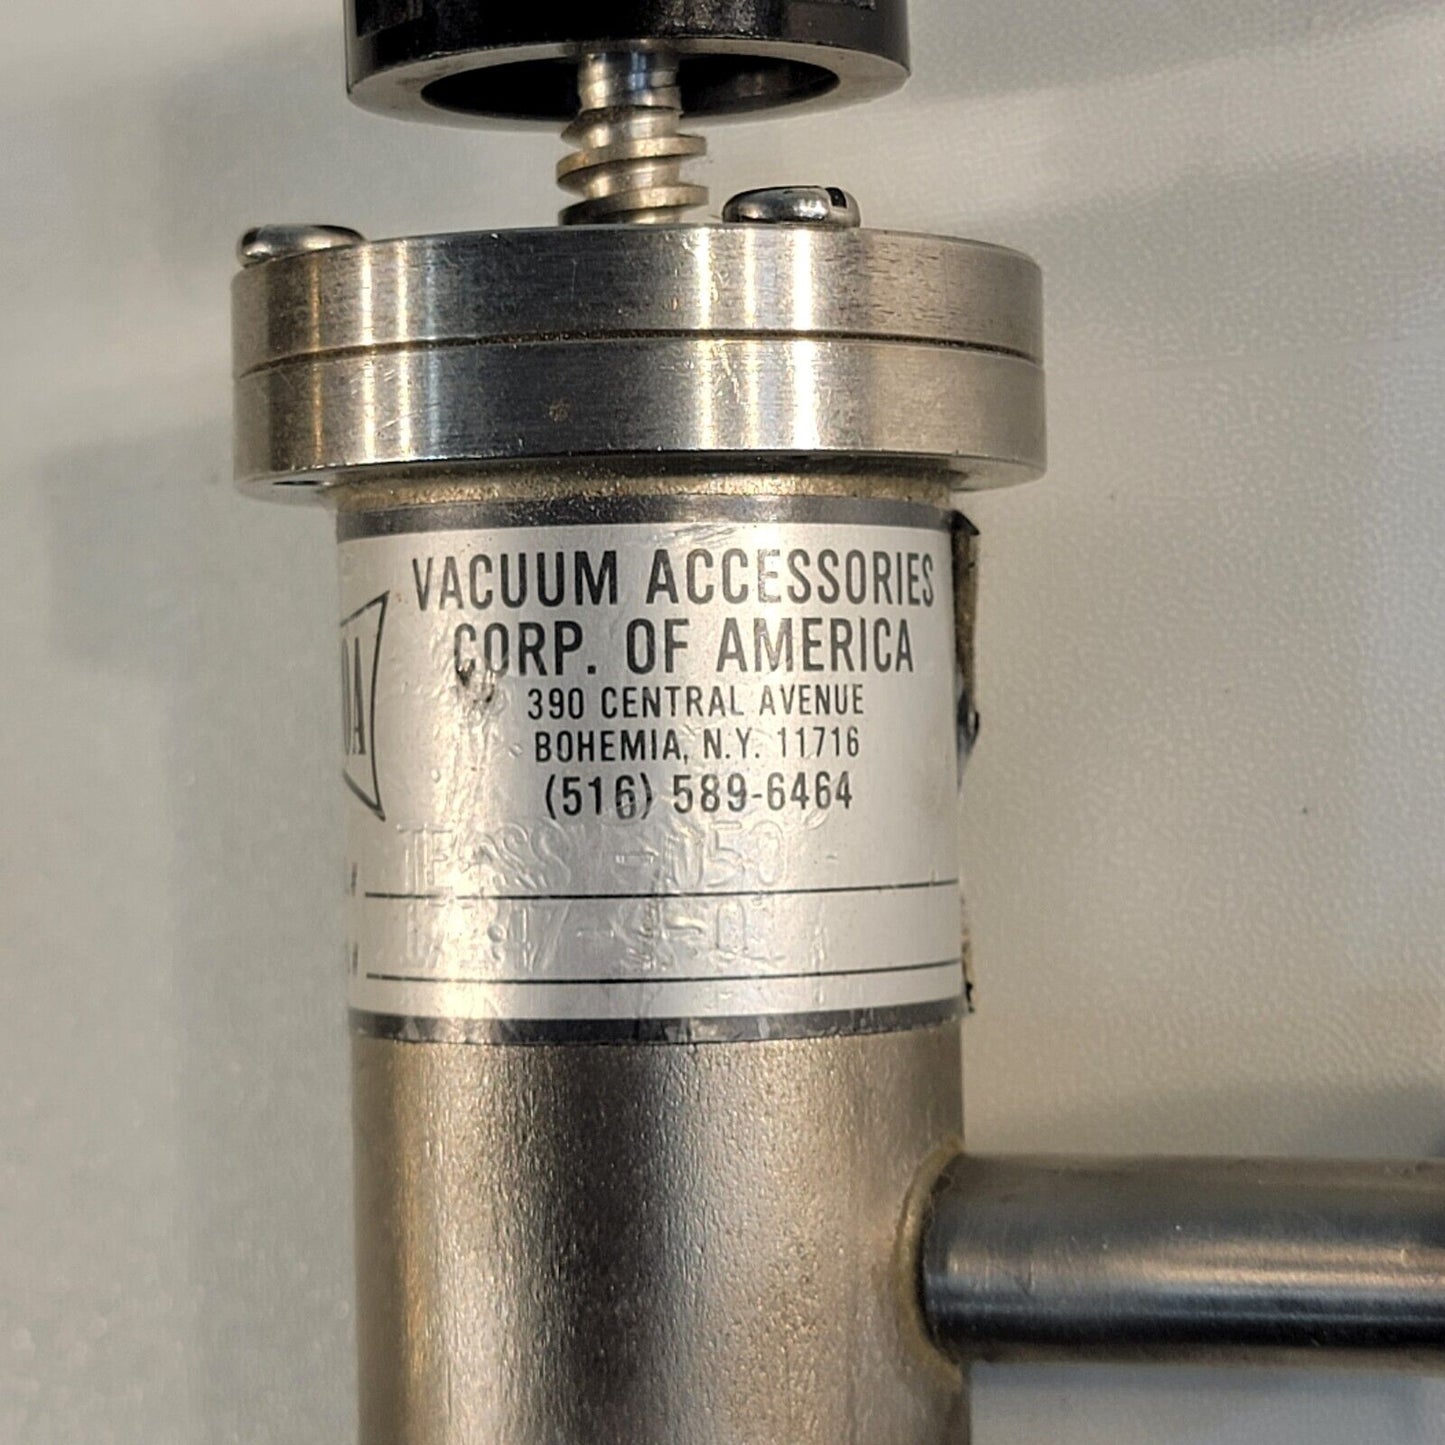 VACUUM ACCESSORIES
CORP. OF AMERICA
390 CENTRAL AVENUE
BOHEMIA, N.Y. 11716
(516) 589-6464